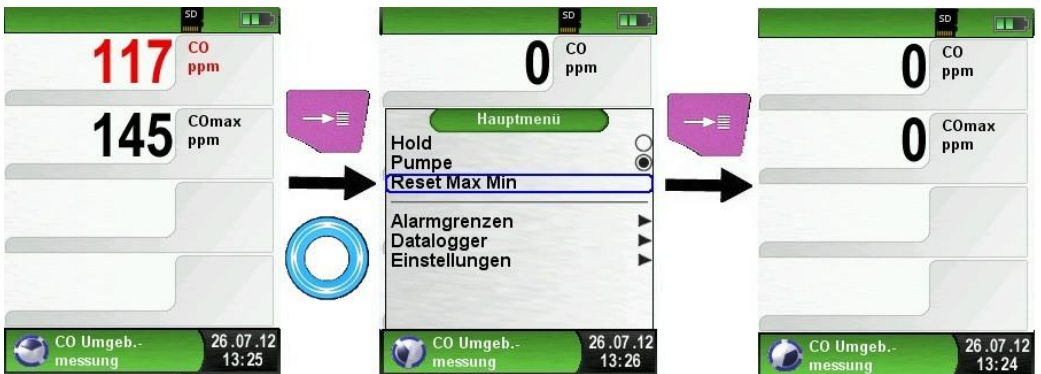 SD
117 CO
ppm
145 COmax
ppm
CO Umgeb.-
messung
26.07.12
13:25
SD
0 CO
ppm
Hauptmenü
Hold
Pumpe
Reset Max Min
Alarmgrenzen
Datalogger
Einstellungen
CO Umgeb.-
messung
26.07.12
13:26
SD
0 CO
ppm
0 COmax
ppm
CO Umgeb.-
messung
26.07.12
13:24